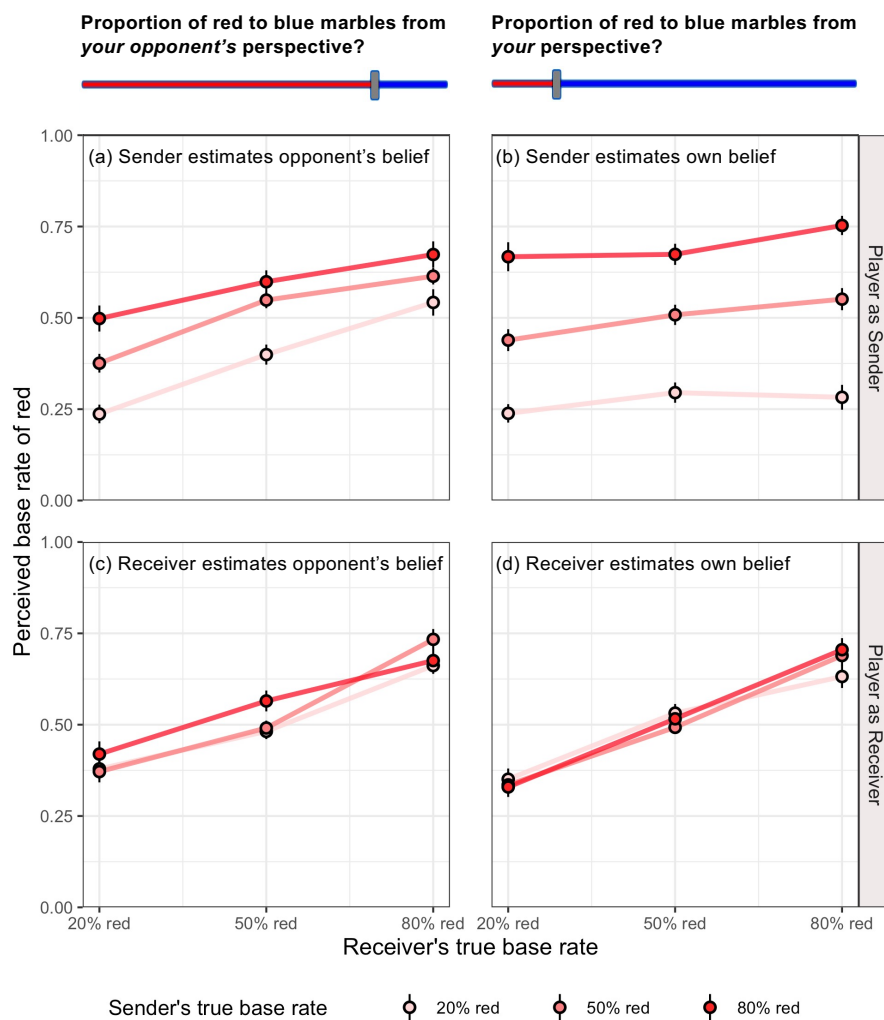 Proportion of red to blue marbles from
your opponent's perspective?
Proportion of red to blue marbles from
your perspective?
(a) Sender estimates opponent's belief
(b) Sender estimates own belief
1.00
0.75
0.50
0.25
0.00
Player as Sender
Perceived base rate of red
(c) Receiver estimates opponent's belief
(d) Receiver estimates own belief
1.00
0.75
0.50
0.25
0.00
Player as Receiver
20% red
50% red
80% red
20% red
50% red
80% red
Receiver's true base rate
Sender's true base rate
20% red
50% red
80% red